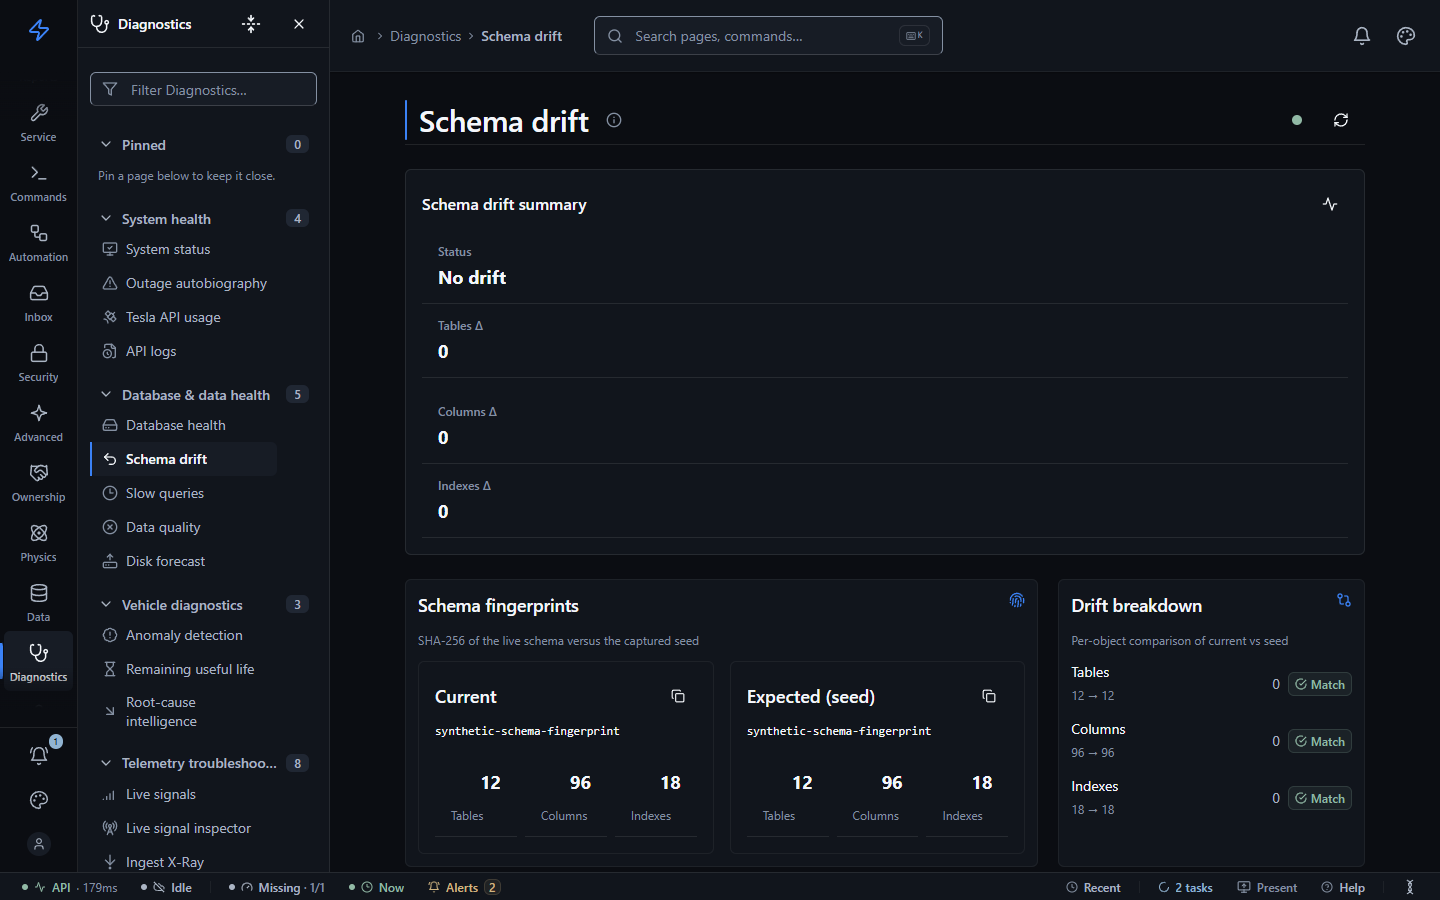 Diagnostics
Diagnostics
Schema drift
Search pages, commands...
K
Filter Diagnostics...
Service
Commands
Automation
Inbox
Security
Advanced
Ownership
Physics
Data
Diagnostics
1
Pinned
0
Pin a page below to keep it close.
System health
4
System status
Outage autobiography
Tesla API usage
API logs
Database & data health
5
Database health
Schema drift
Slow queries
Data quality
Disk forecast
Vehicle diagnostics
3
Anomaly detection
Remaining useful life
Root-cause
intelligence
Telemetry troubleshoo...
8
Live signals
Live signal inspector
Ingest X-Ray
Schema drift
Schema drift summary
Status
No drift
Tables Δ
0
Columns Δ
0
Indexes Δ
0
Schema fingerprints
SHA-256 of the live schema versus the captured seed
Current
synthetic-schema-fingerprint
12
96
18
Tables
Columns
Indexes
Expected (seed)
synthetic-schema-fingerprint
12
96
18
Tables
Columns
Indexes
Drift breakdown
Per-object comparison of current vs seed
Tables
12 → 12
0
Match
Columns
96 → 96
0
Match
Indexes
18 → 18
0
Match
API · 179ms
Idle
Missing · 1/1
Now
Alerts 2
Recent
2 tasks
Present
Help